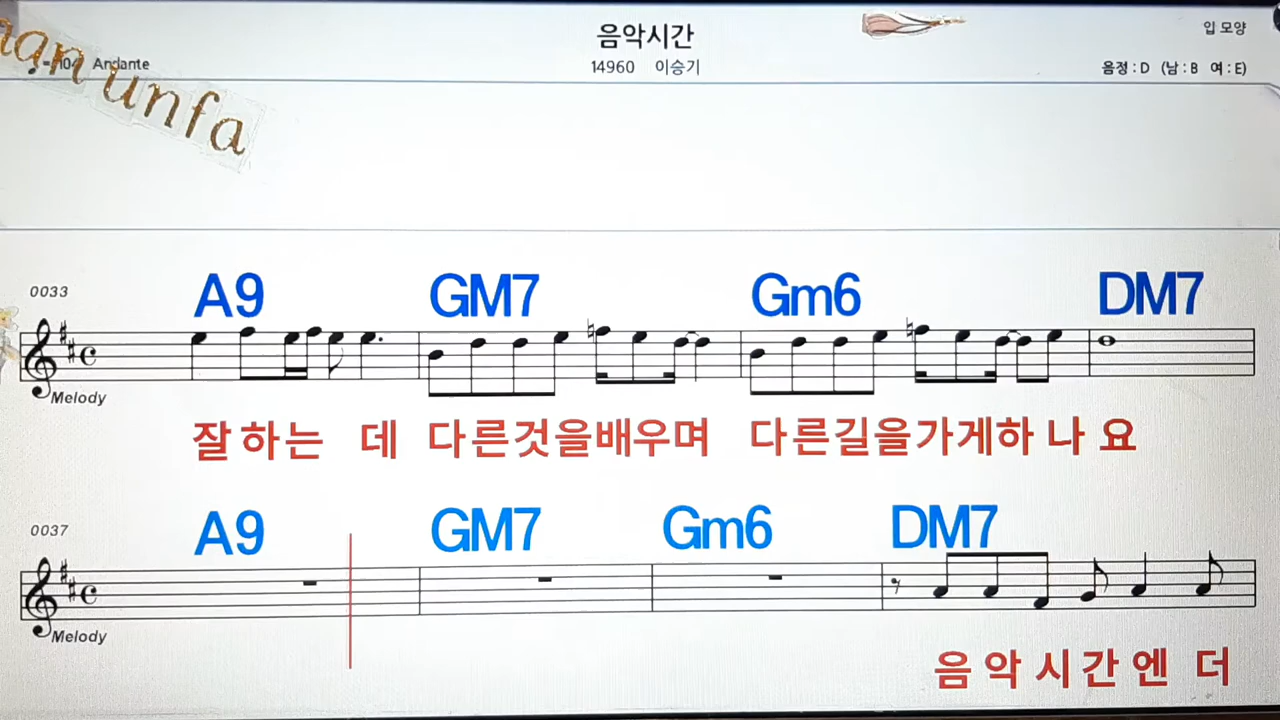 음악시간
입 모양
14960 이승기
Andante
음정 : D (남 : B 여 : E)
unfa
0033
A9 GM7 Gm6 DM7
Melody
잘하는 데 다른것을배우며 다른길을가게하나요
0037
A9 GM7 Gm6 DM7
Melody
음악시간엔 더